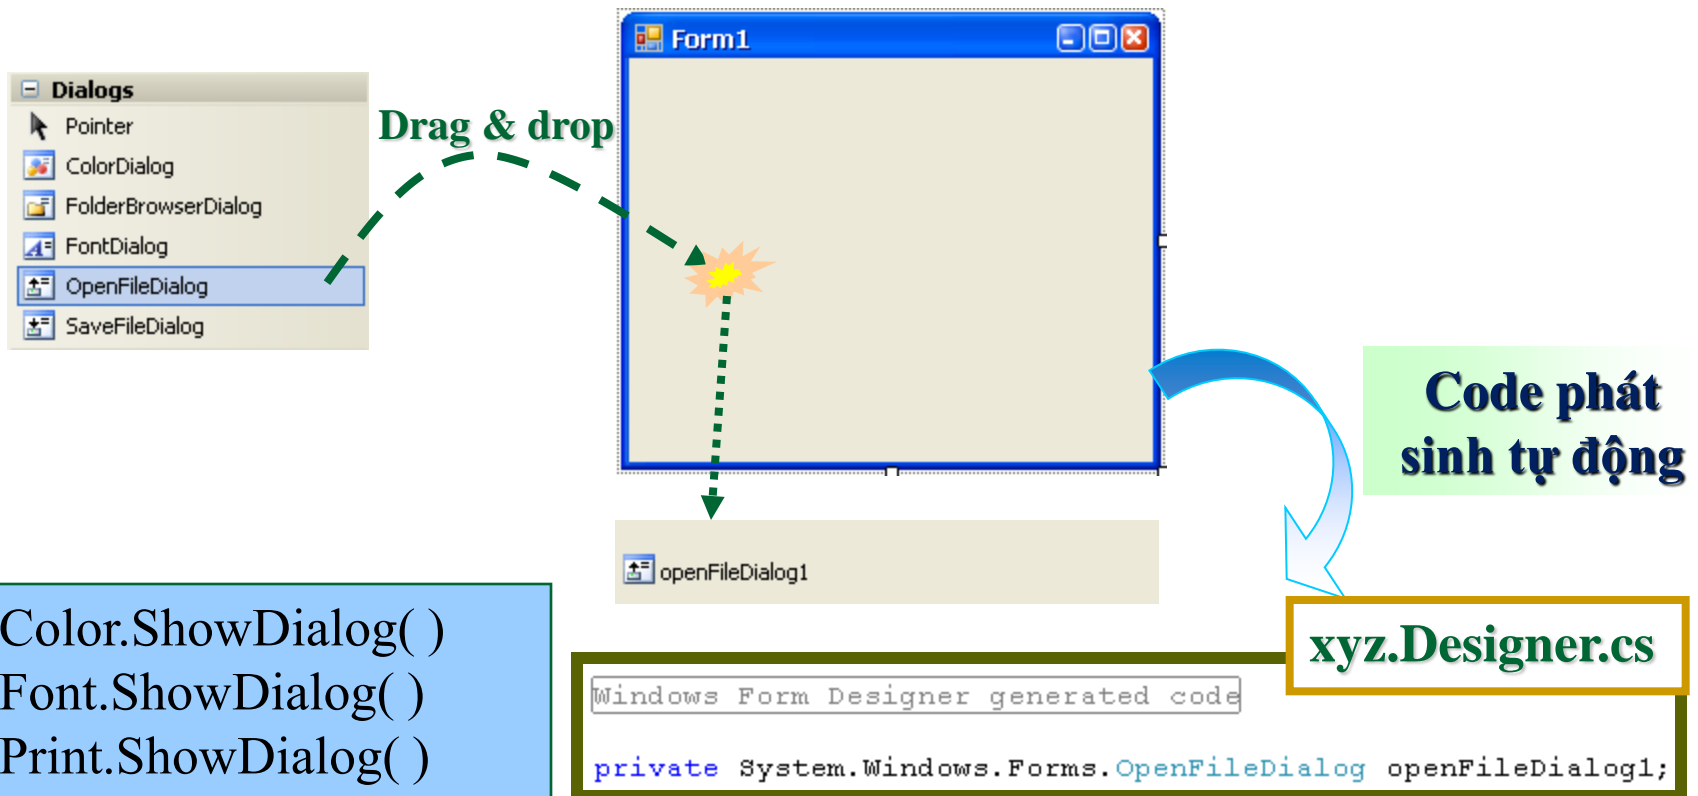 Form1
Dialogs
Pointer
ColorDialog
FolderBrowserDialog
FontDialog
OpenFileDialog
SaveFileDialog
Drag & drop
openFileDialog1
Code phát
sinh tự động
Color.ShowDialog( )
Font.ShowDialog( )
Print.ShowDialog( )
xyz.Designer.cs
Windows Form Designer generated code
private System.Windows.Forms.OpenFileDialog openFileDialog1;